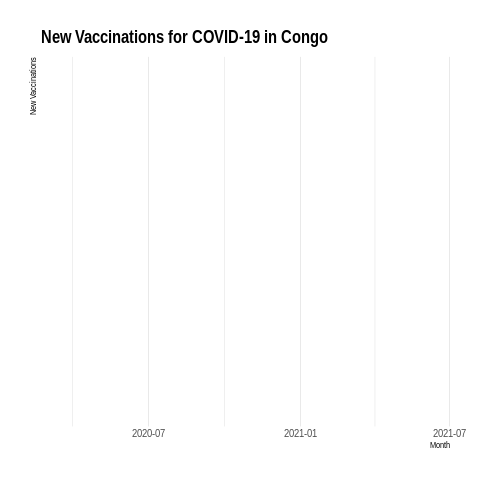 New Vaccinations for COVID-19 in Congo
New Vaccinations
2020-07
2021-01
2021-07
Month